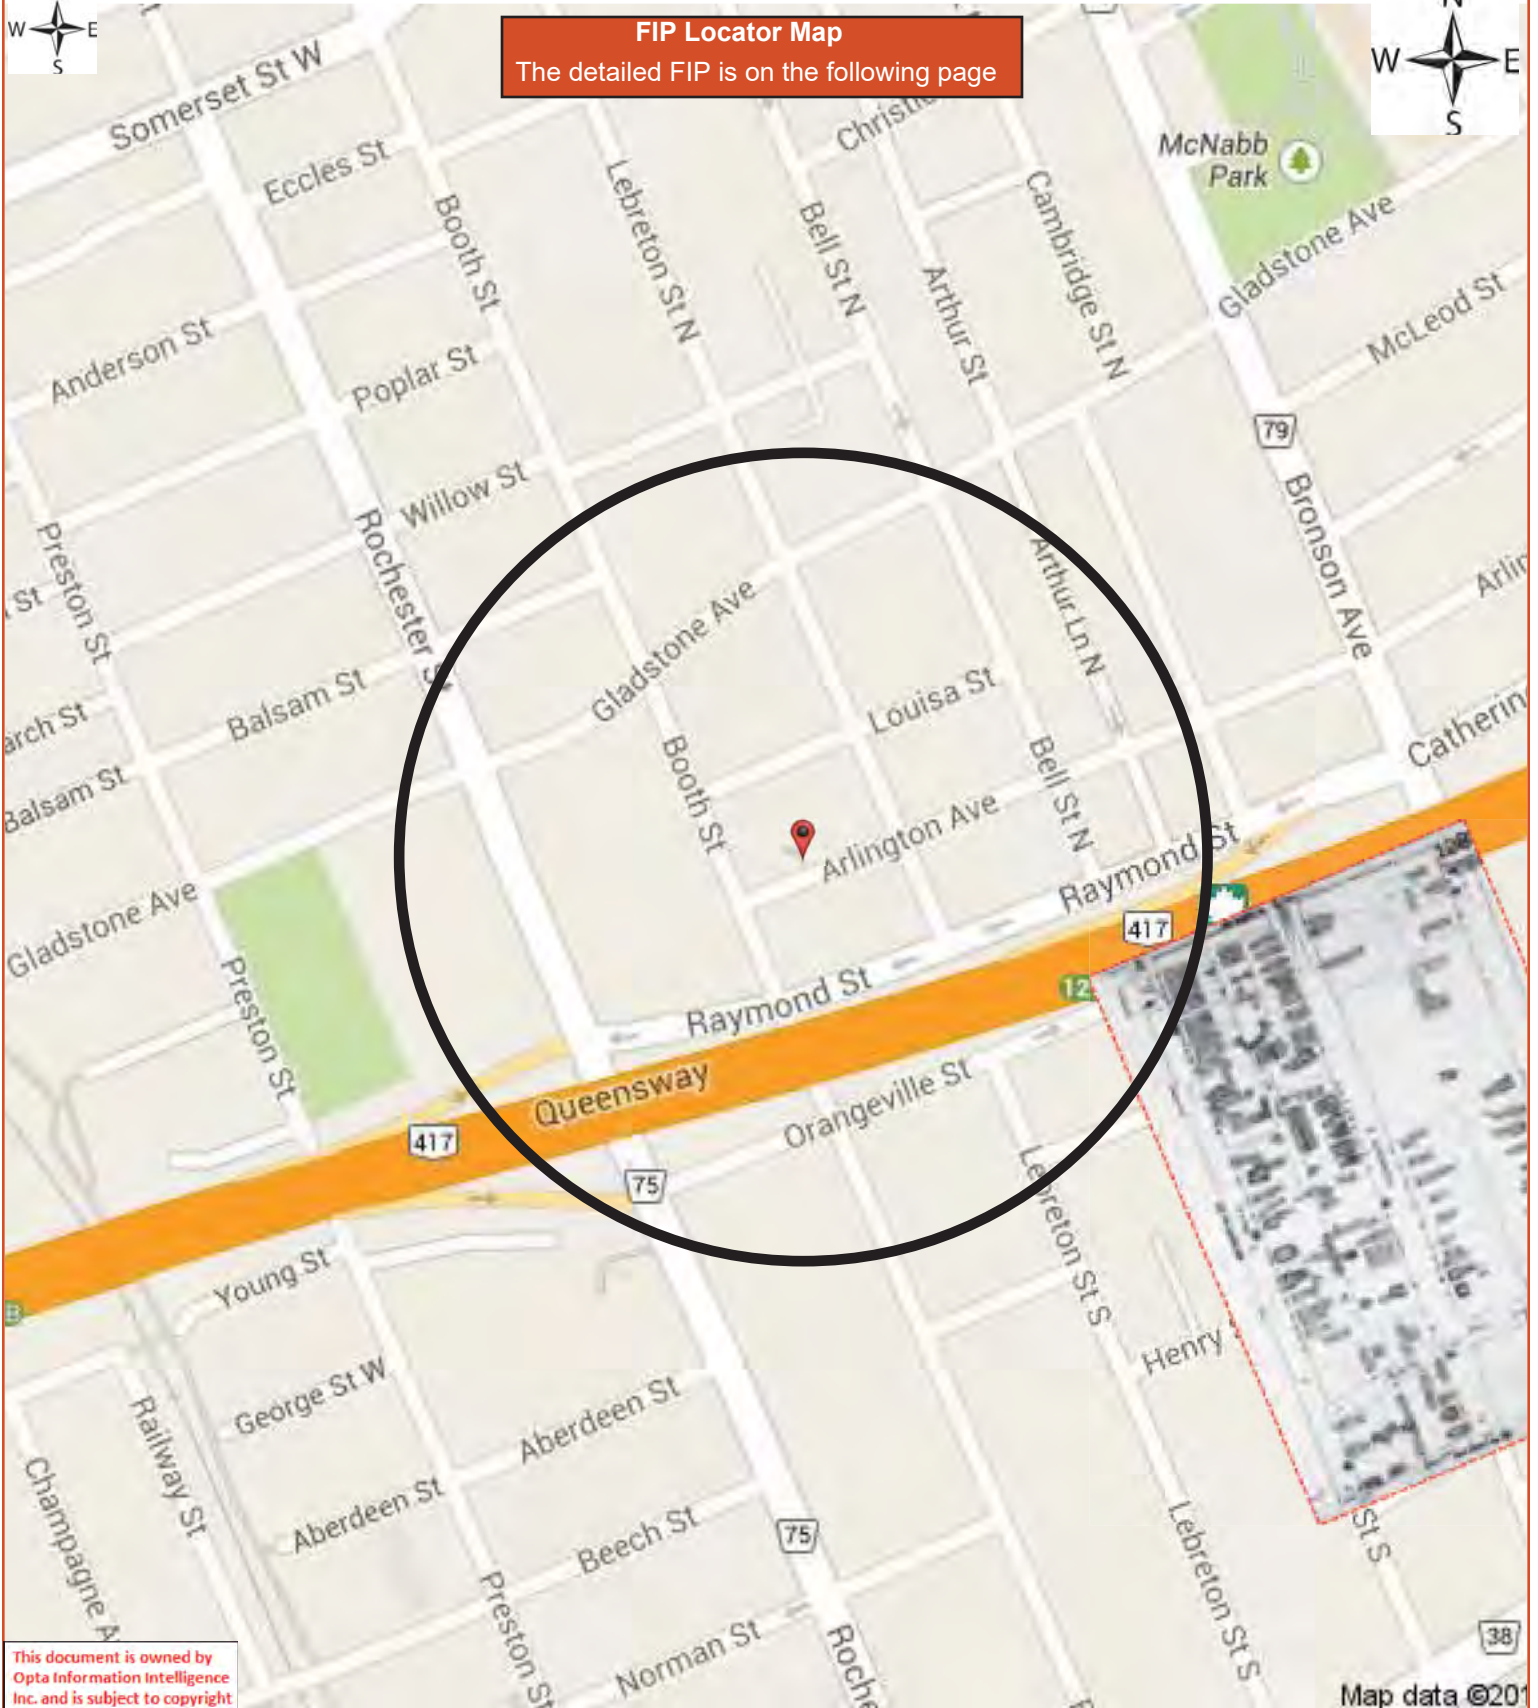 W E
S
FIP Locator Map
The detailed FIP is on the following page
N
W E
S
Somerset St W
Eccles St
Booth St
Lebreton St N
Bell St N
Arthur St
Cambridge St N
McNabb
Park
Gladstone Ave
McLeod St
Anderson St
Poplar St
Willow St
79
Preston St
Rochester St
Bronson Ave
St
Arthur Ln N
Gladstone Ave
Balsam St
Louisa St
Balsam St
Booth St
Bell St N
Arlington Ave
Raymond St
417
Gladstone Ave
Preston St
12
Raymond St
Queensway
417
Orangeville St
75
Lebreton St S
Young St
Henry
George St W
Railway St
Aberdeen St
Aberdeen St
Beech St
75
Preston St
Norman St
Lebreton St S
St S
38
This document is owned by
Opta Information Intelligence
Inc. and is subject to copyright
Map data ©201